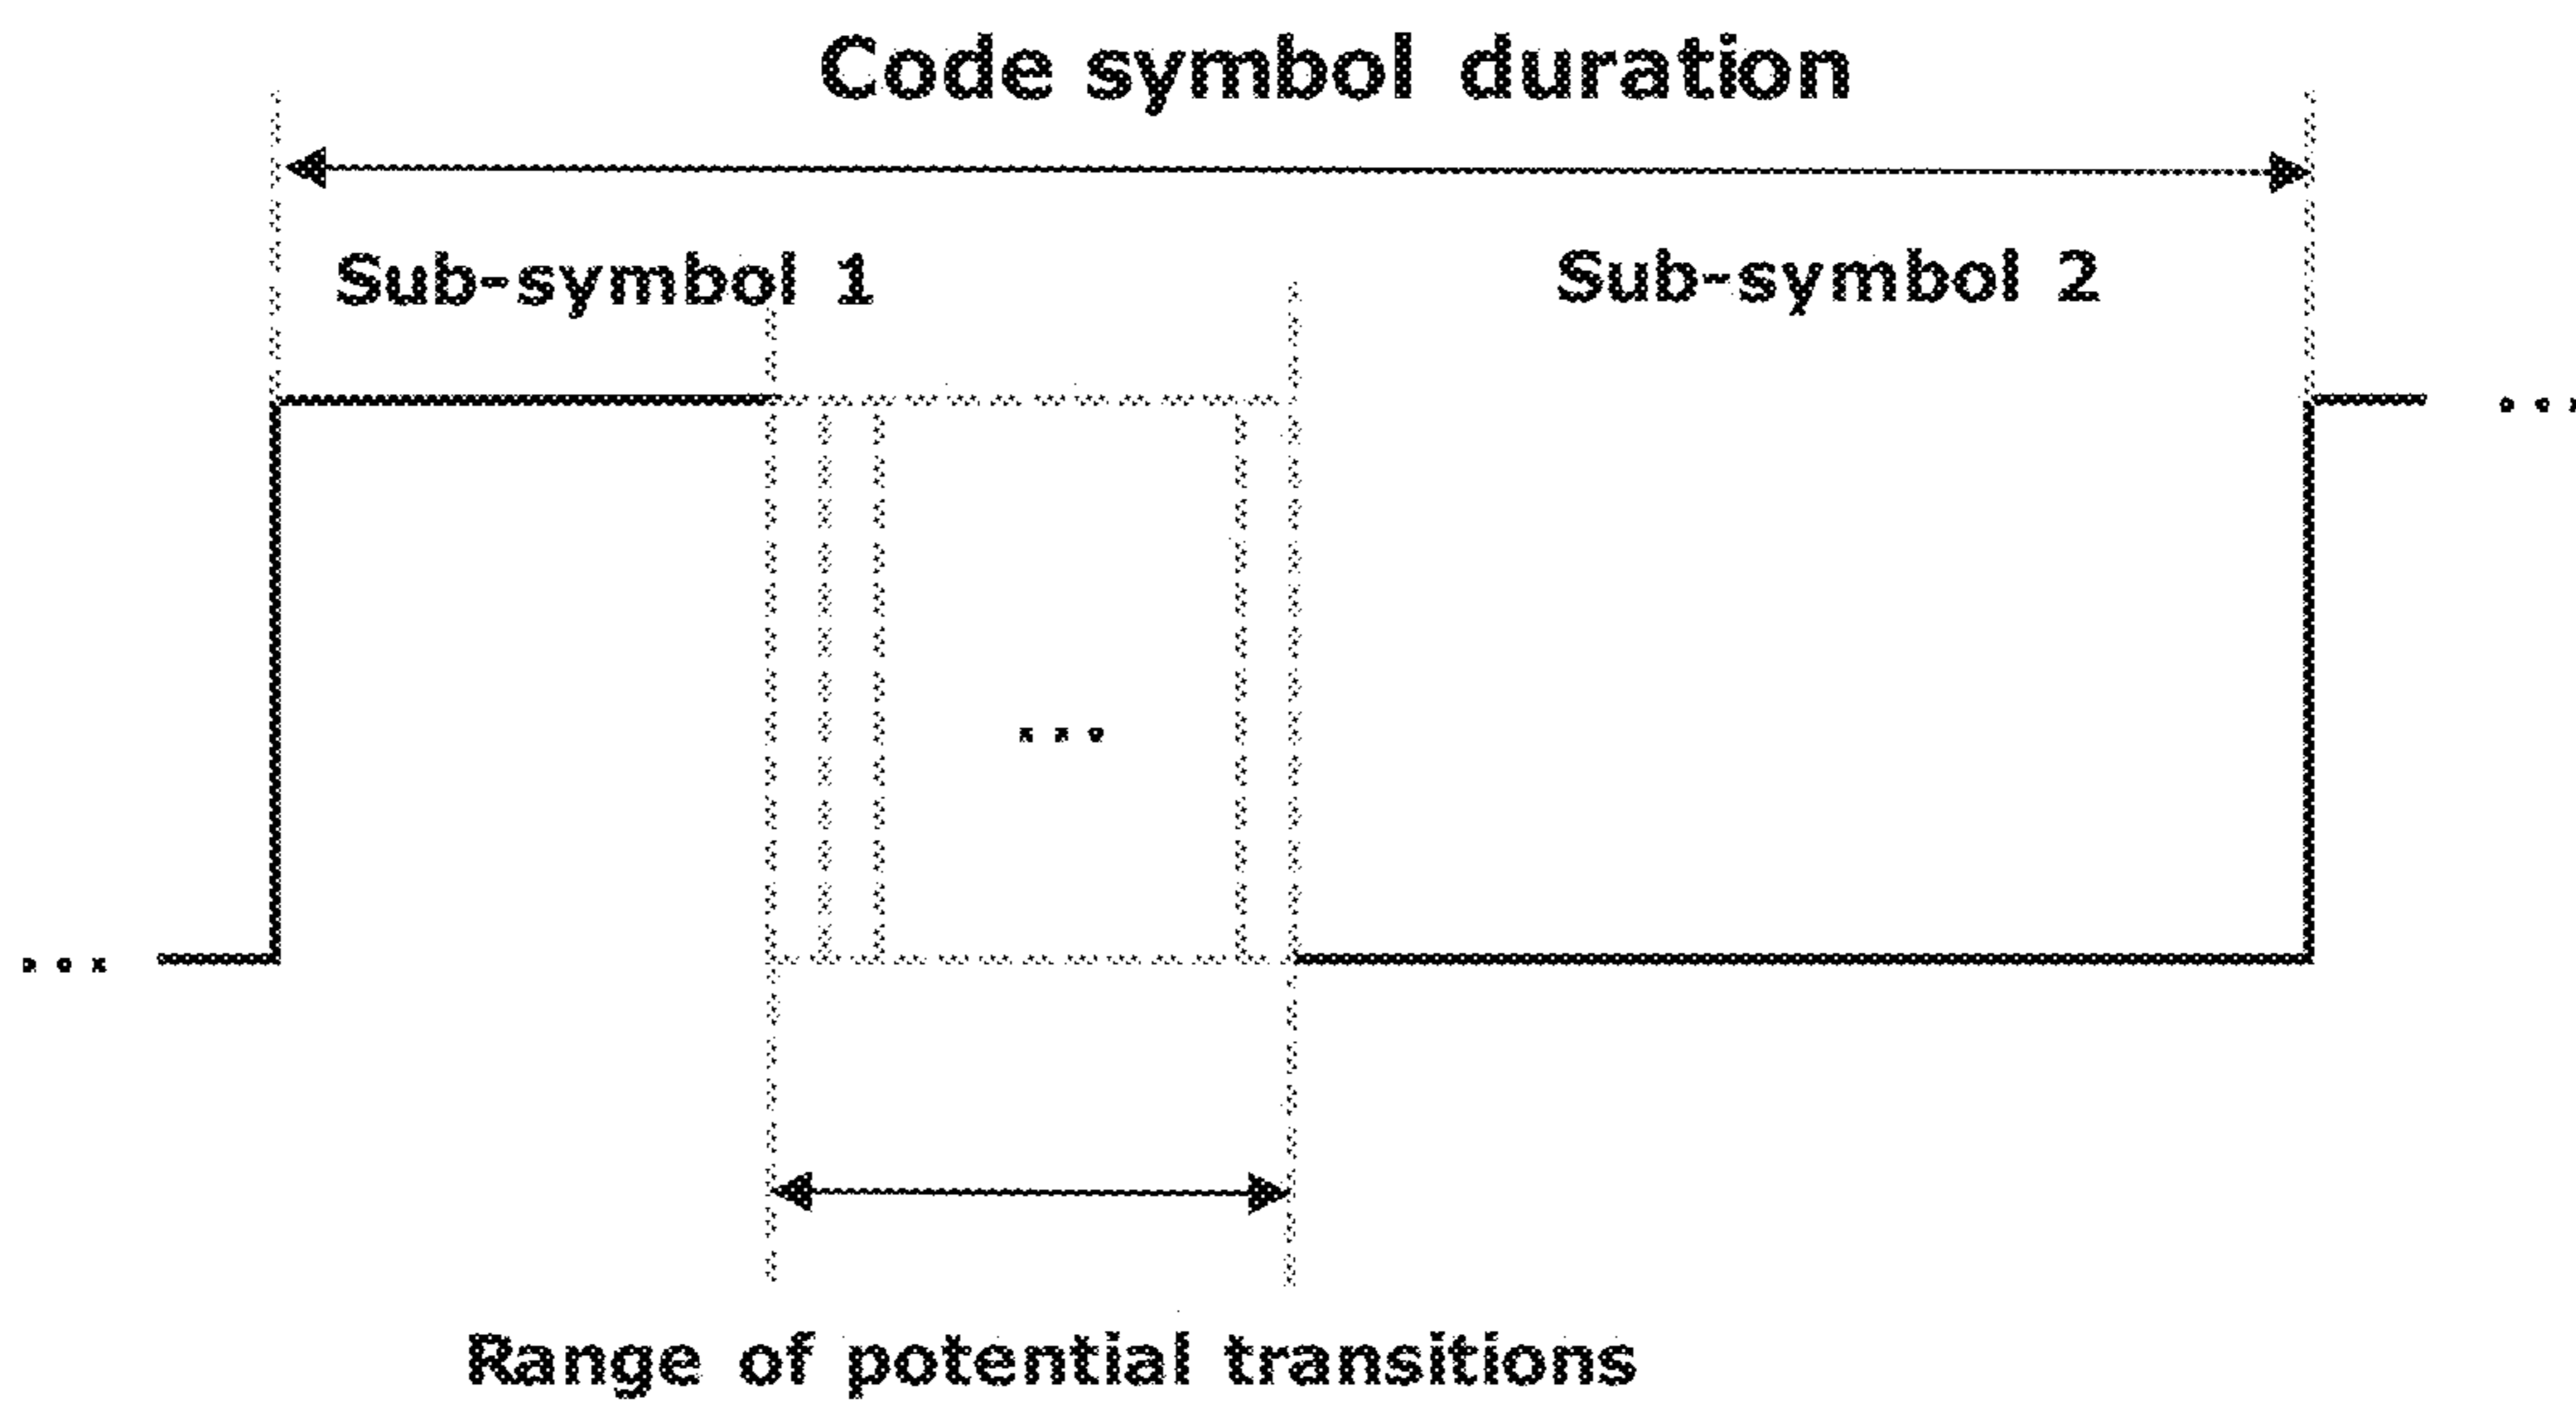 Code symbol duration
Sub-symbol 1
Sub-symbol 2
...
...
...
Range of potential transitions